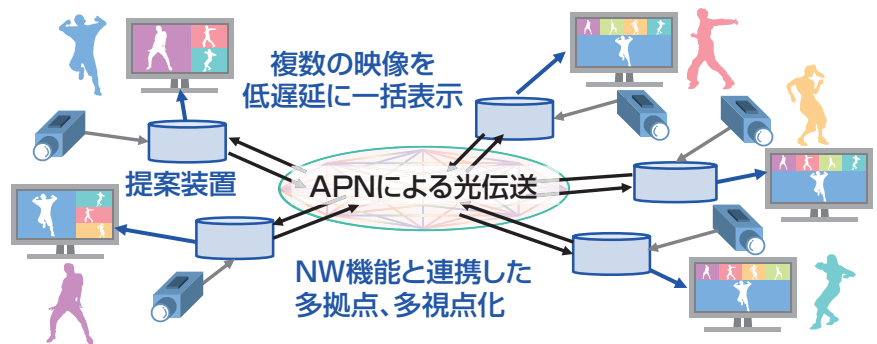 複数の映像を
低遅延に一括表示
提案装置
APNによる光伝送
NW機能と連携した
多拠点、多視点化